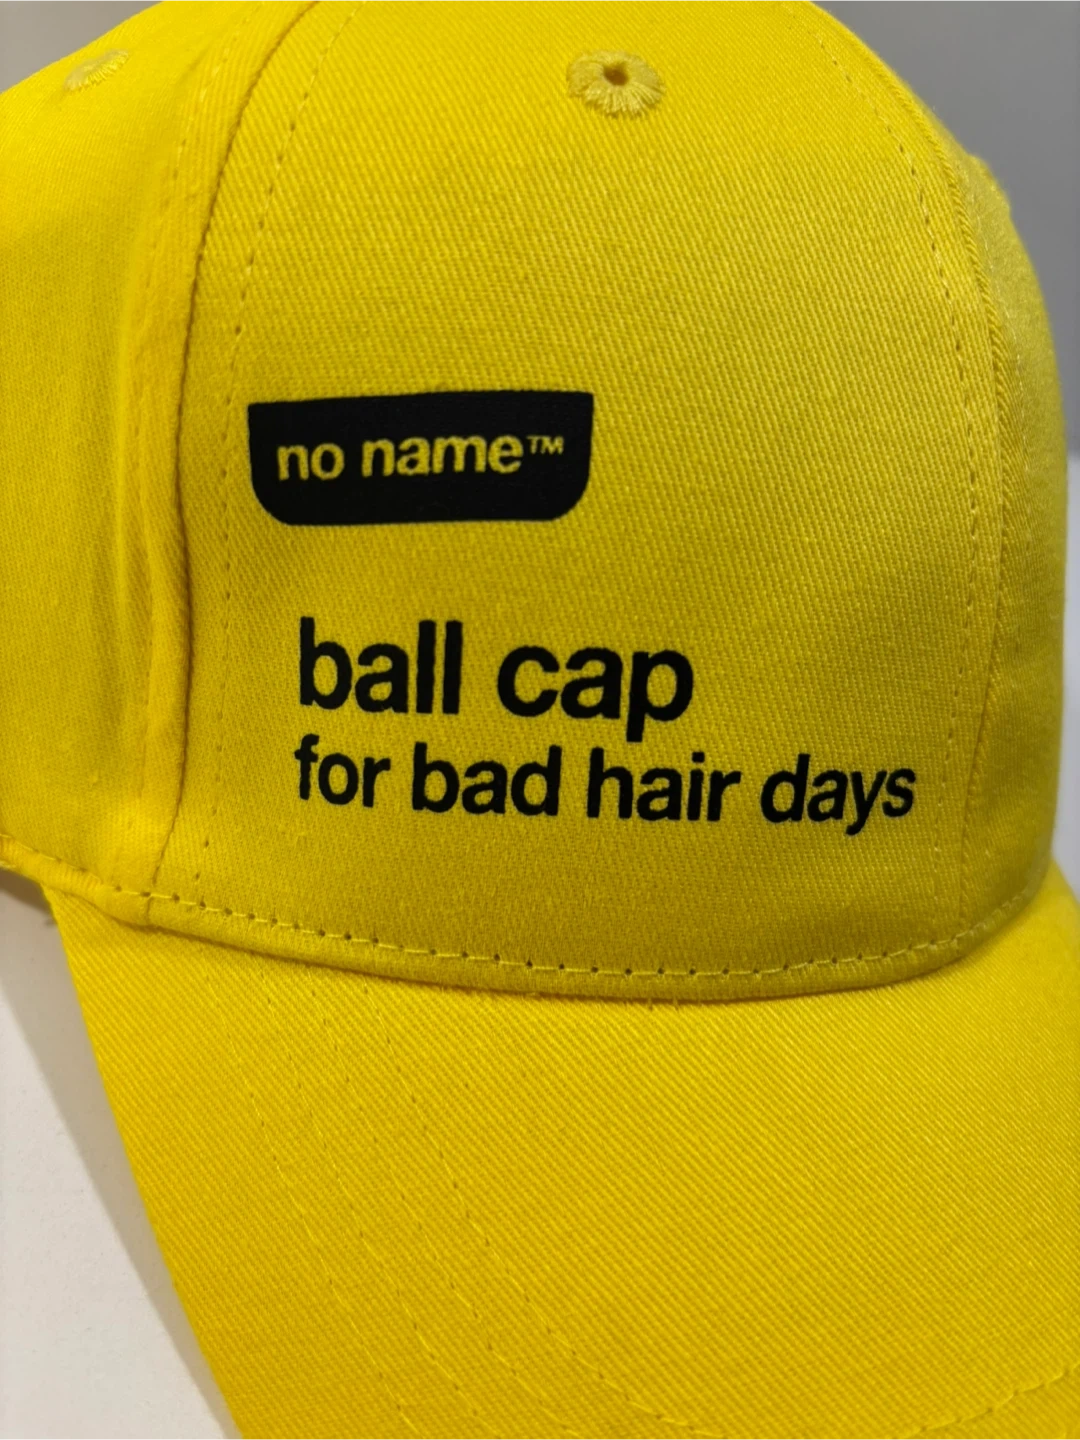 no name™
ball cap
for bad hair days